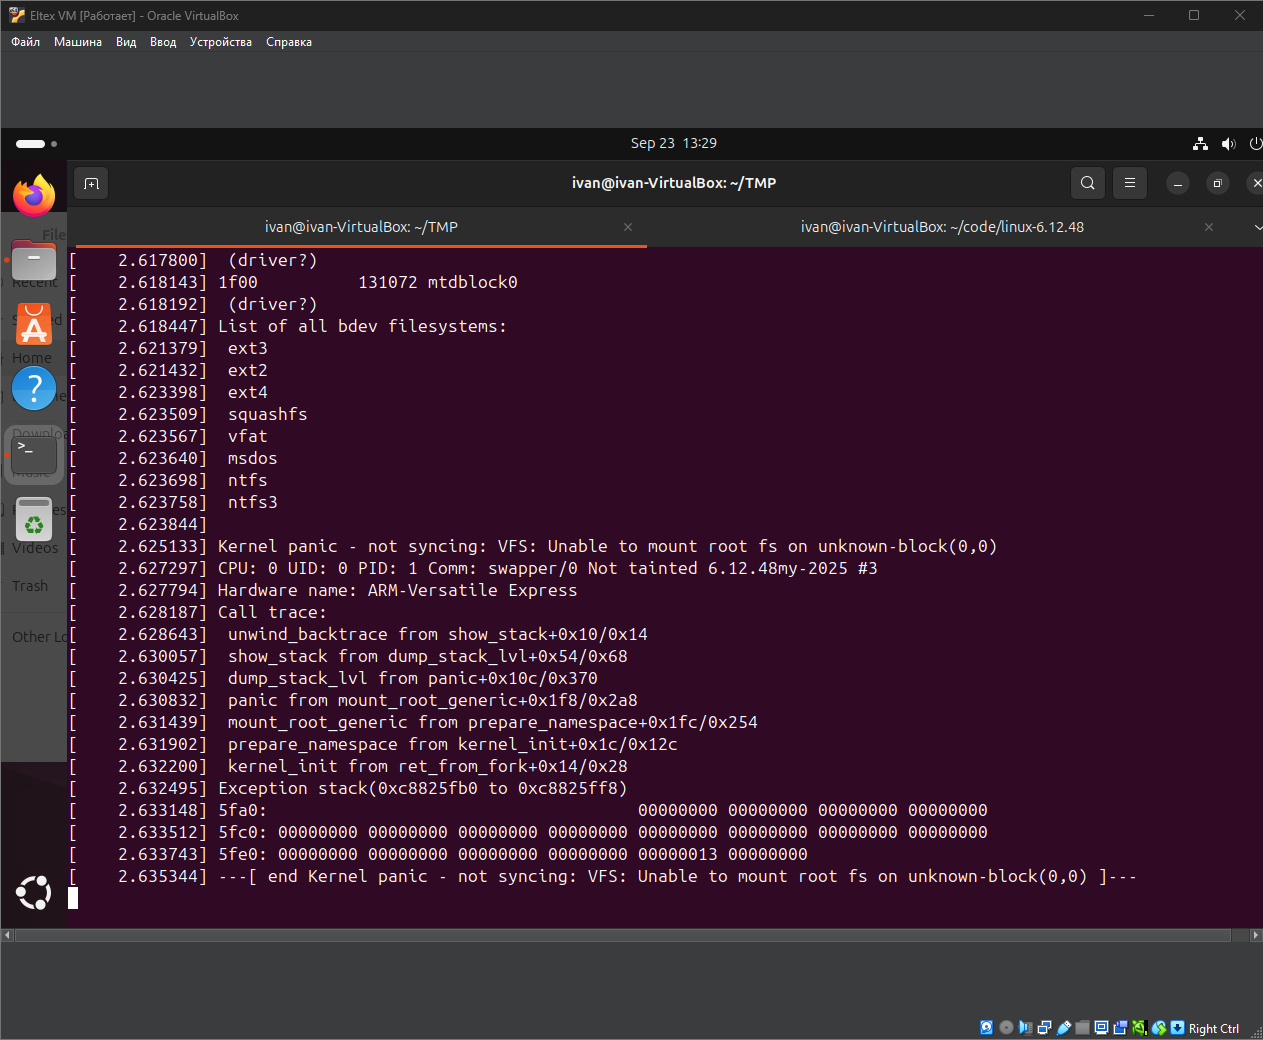 Eltex VM [Работает] - Oracle VirtualBox
Файл Машина Вид Ввод Устройства Справка
Sep 23 13:29
ivan@ivan-VirtualBox: ~/TMP
ivan@ivan-VirtualBox: ~/TMP
ivan@ivan-VirtualBox: ~/code/linux-6.12.48
[    2.617800]  (driver?)
[    2.618143] 1f00          131072 mtdblock0
[    2.618192]  (driver?)
[    2.618447] List of all bdev filesystems:
[    2.621379]  ext3
[    2.621432]  ext2
[    2.623398]  ext4
[    2.623509]  squashfs
[    2.623567]  vfat
[    2.623640]  msdos
[    2.623698]  ntfs
[    2.623758]  ntfs3
[    2.623844]
[    2.625133] Kernel panic - not syncing: VFS: Unable to mount root fs on unknown-block(0,0)
[    2.627297] CPU: 0 UID: 0 PID: 1 Comm: swapper/0 Not tainted 6.12.48my-2025 #3
[    2.627794] Hardware name: ARM-Versatile Express
[    2.628187] Call trace:
[    2.628643]  unwind_backtrace from show_stack+0x10/0x14
[    2.630057]  show_stack from dump_stack_lvl+0x54/0x68
[    2.630425]  dump_stack_lvl from panic+0x10c/0x370
[    2.630832]  panic from mount_root_generic+0x1f8/0x2a8
[    2.631439]  mount_root_generic from prepare_namespace+0x1fc/0x254
[    2.631902]  prepare_namespace from kernel_init+0x1c/0x12c
[    2.632200]  kernel_init from ret_from_fork+0x14/0x28
[    2.632495] Exception stack(0xc8825fb0 to 0xc8825ff8)
[    2.633148] 5fa0:                                     00000000 00000000 00000000 00000000
[    2.633512] 5fc0: 00000000 00000000 00000000 00000000 00000000 00000000 00000000 00000000
[    2.633743] 5fe0: 00000000 00000000 00000000 00000000 00000013 00000000
[    2.635344] ---[ end Kernel panic - not syncing: VFS: Unable to mount root fs on unknown-block(0,0) ]---
File
Recent
Home
Videos
Trash
Other Lo
Right Ctrl